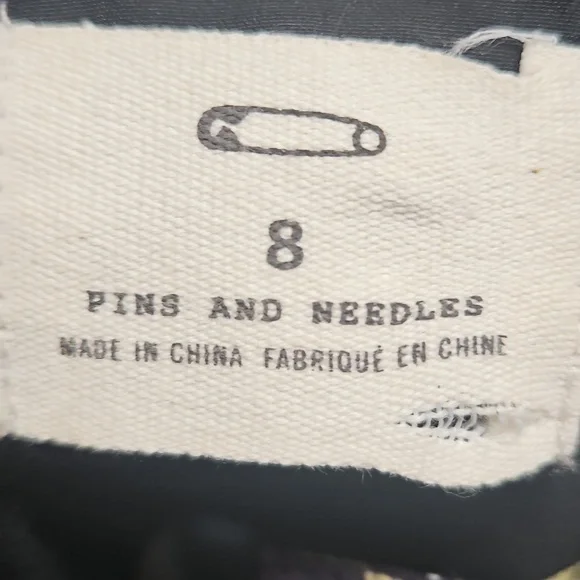 8
PINS AND NEEDLES
MADE IN CHINA FABRIQUÉ EN CHINE